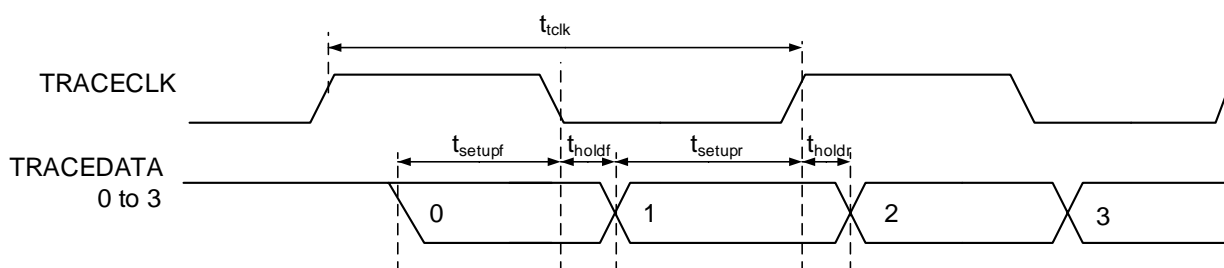 t_tclk
TRACECLK
t_setupf t_holdf t_setupr t_holdr
TRACEDATA
0 to 3
0 1 2 3